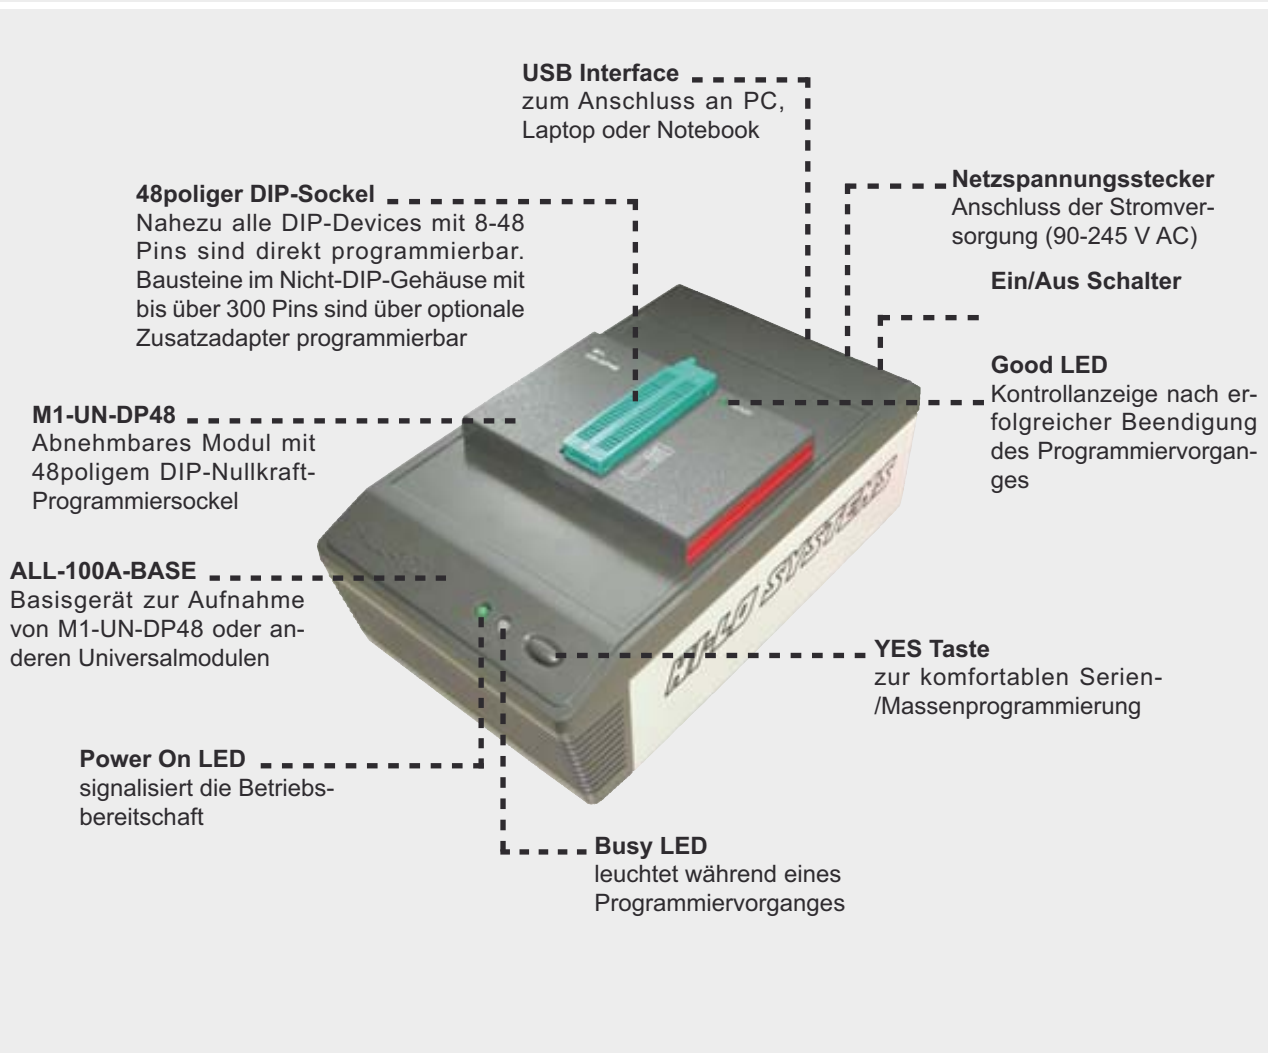 USB Interface
zum Anschluss an PC,
Laptop oder Notebook
Netzspannungsstecker
Anschluss der Stromver-
sorgung (90-245 V AC)
48poliger DIP-Sockel
Nahezu alle DIP-Devices mit 8-48
Pins sind direkt programmierbar.
Bausteine im Nicht-DIP-Gehäuse mit
bis über 300 Pins sind über optionale
Zusatzadapter programmierbar
Ein/Aus Schalter
Good LED
Kontrollanzeige nach er-
folgreicher Beendigung
des Programmiervorgan-
ges
M1-UN-DP48
Abnehmbares Modul mit
48poligem DIP-Nullkraft-
Programmiersockel
ALL-100A-BASE
Basisgerät zur Aufnahme
von M1-UN-DP48 oder an-
deren Universalmodulen
HI-LO SYSTEMS
YES Taste
zur komfortablen Serien-
/Massenprogrammierung
Power On LED
signalisiert die Betriebs-
bereitschaft
Busy LED
leuchtet während eines
Programmiervorganges